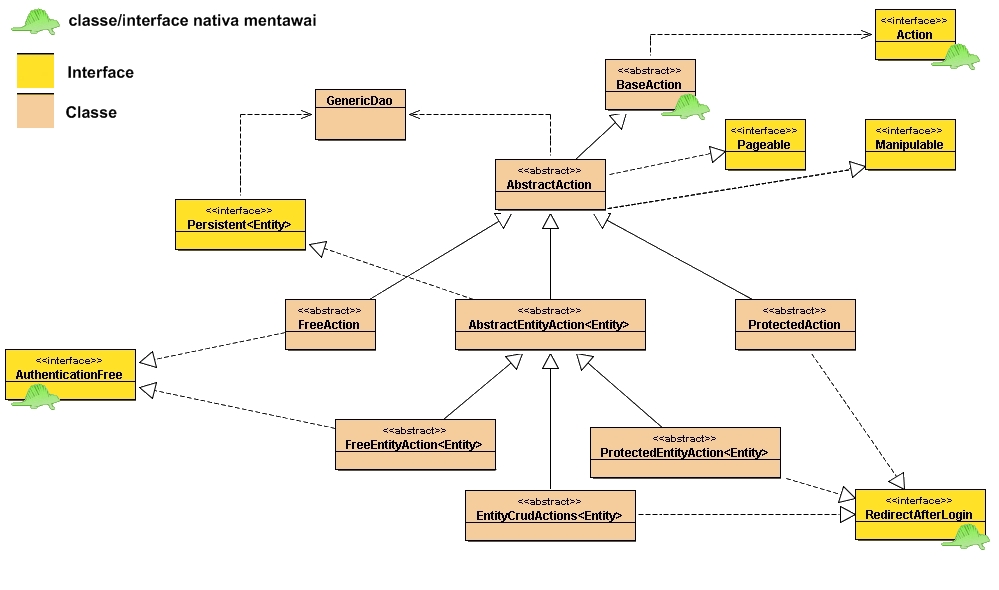 classe/interface nativa mentawai
Interface
Classe
<<interface>>
Action
<<abstract>>
BaseAction
GenericDao
<<interface>>
Pageable
<<interface>>
Manipulable
<<abstract>>
AbstractAction
<<interface>>
Persistent<Entity>
<<abstract>>
FreeAction
<<abstract>>
AbstractEntityAction<Entity>
<<abstract>>
ProtectedAction
<<interface>>
AuthenticationFree
<<abstract>>
FreeEntityAction<Entity>
<<abstract>>
ProtectedEntityAction<Entity>
<<abstract>>
EntityCrudActions<Entity>
<<interface>>
RedirectAfterLogin